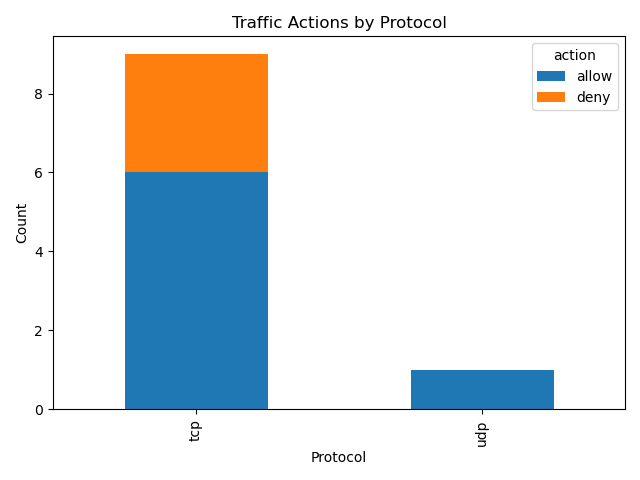 Traffic Actions by Protocol
action
allow
deny
Count
8
6
4
2
0
tcp
udp
Protocol